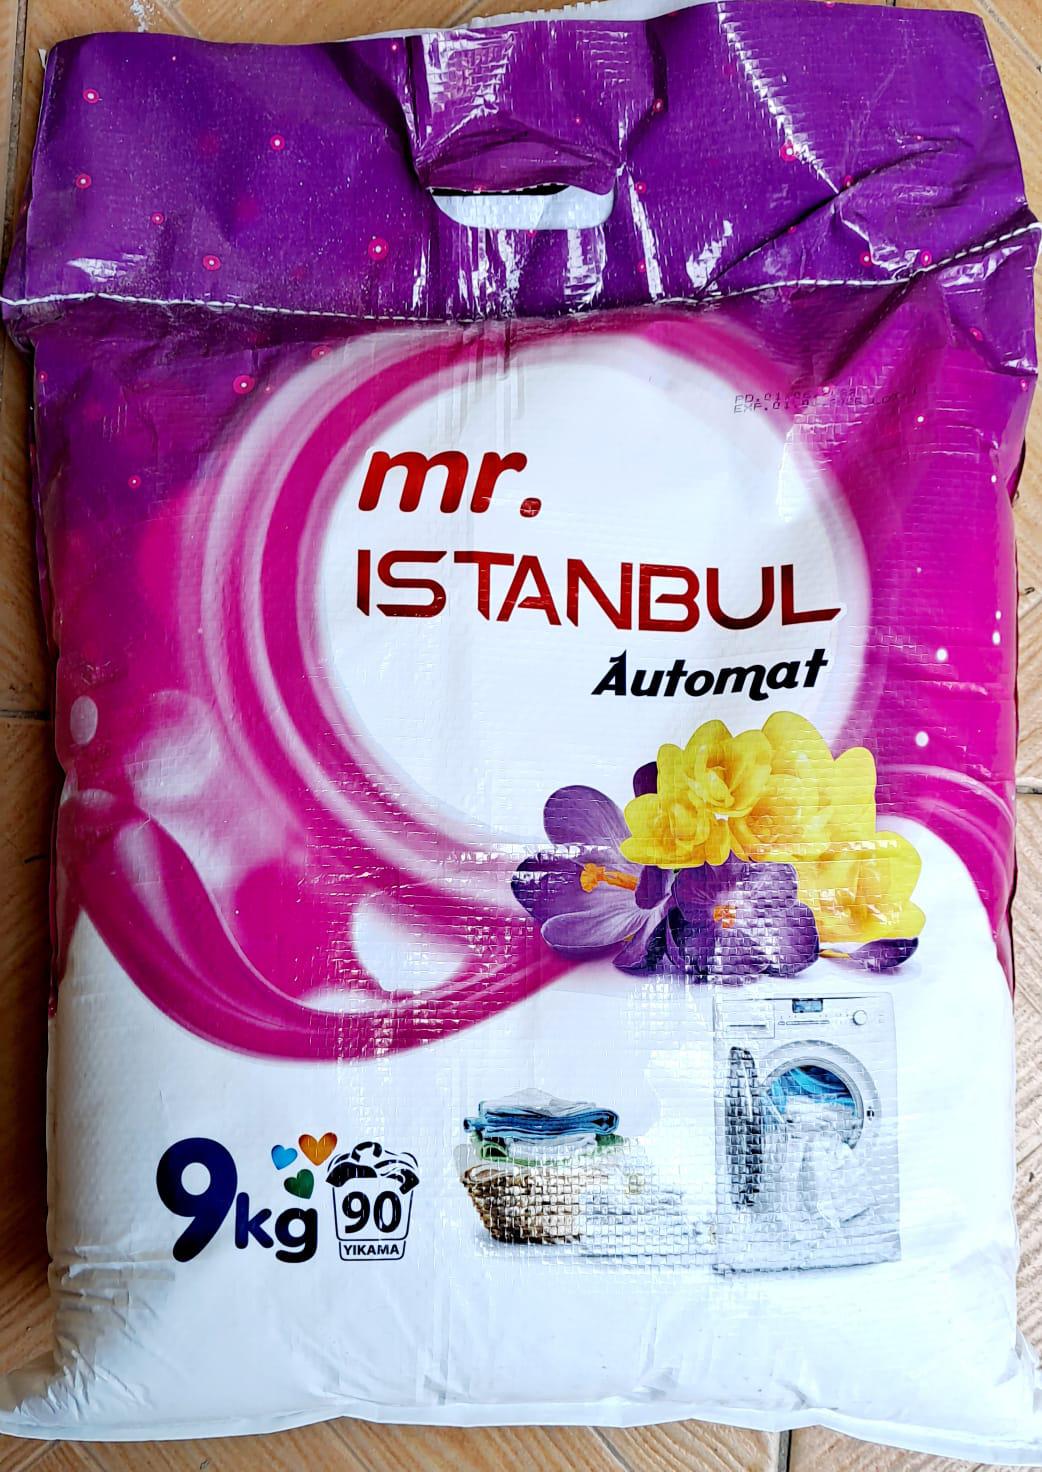 mr.
ISTANBUL
Automat
9kg
90
YIKAMA